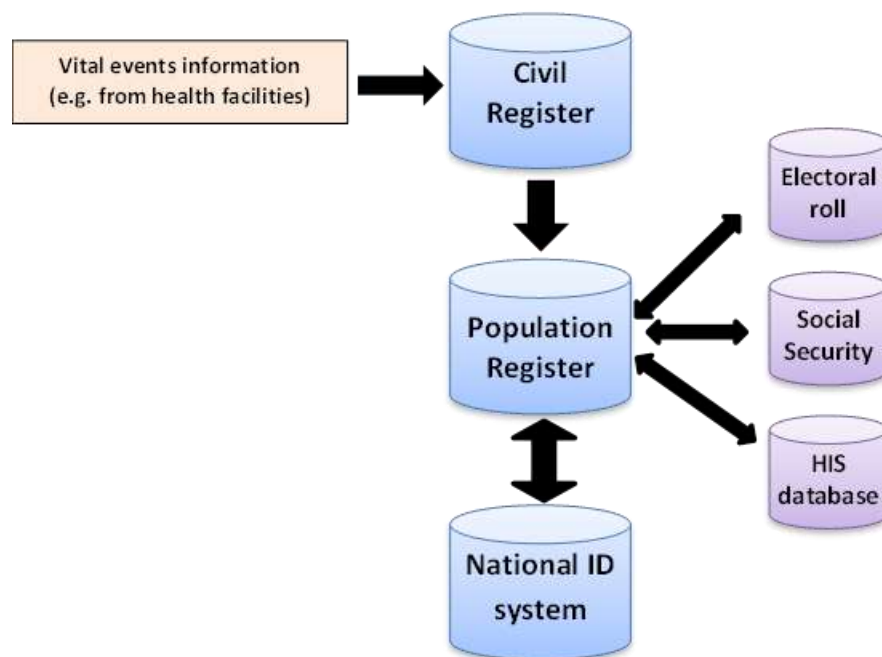 Vital events information
(e.g. from health facilities)
Civil
Register
Electoral
roll
Population
Register
Social
Security
HIS
database
National ID
system